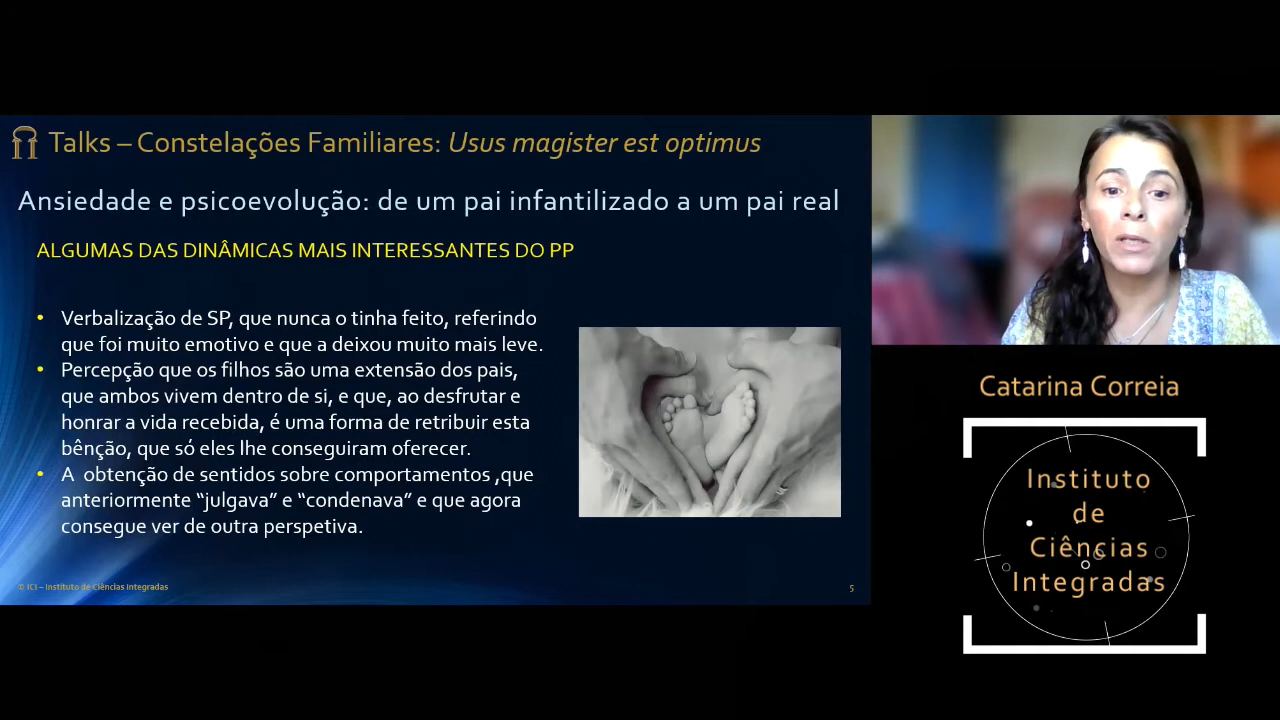 Talks – Constelações Familiares: Usus magister est optimus
Ansiedade e psicoevolução: de um pai infantilizado a um pai real
ALGUMAS DAS DINÂMICAS MAIS INTERESSANTES DO PP
• Verbalização de SP, que nunca o tinha feito, referindo
que foi muito emotivo e que a deixou muito mais leve.
• Percepção que os filhos são uma extensão dos pais,
que ambos vivem dentro de si, e que, ao desfrutar e
honrar a vida recebida, é uma forma de retribuir esta
bênção, que só eles lhe conseguiram oferecer.
• A obtenção de sentidos sobre comportamentos ,que
anteriormente “julgava” e “condenava” e que agora
consegue ver de outra perspetiva.
© ICI – Instituto de Ciências Integradas
5
Catarina Correia
Instituto
de
Ciências
Integradas